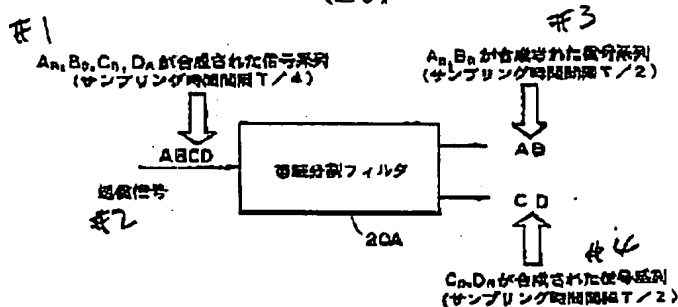 #1
#3
An, Bn, Cn, Dnが合成された信号系列
(サンプリング時間間隔T/4)
An, Bnが合成された信号系列
(サンプリング時間間隔T/2)
ABCD
帯域分割フィルタ
AB
信号
#2
CD
20A
#4
Cn, Dnが合成された信号系列
(サンプリング時間間隔T/2)